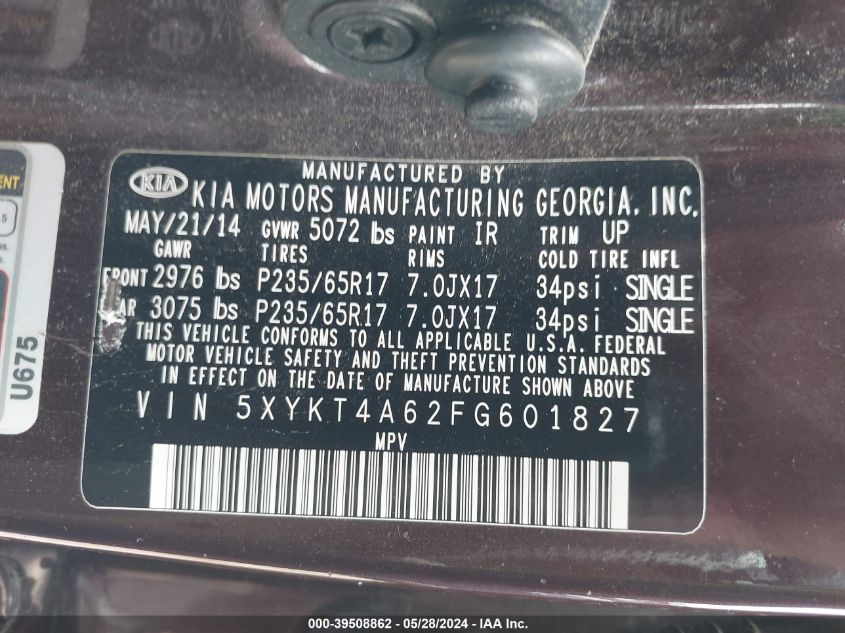 MANUFACTURED BY
KIA KIA MOTORS MANUFACTURING GEORGIA, INC.
MAY/21/14 GVWR 5072 lbs PAINT IR TRIM UP
GAWR TIRES RIMS COLD TIRE INFL
FRONT 2976 lbs P235/65R17 7.0JX17 34psi SINGLE
AR 3075 lbs P235/65R17 7.0JX17 34psi SINGLE
THIS VEHICLE CONFORMS TO ALL APPLICABLE U.S.A. FEDERAL
MOTOR VEHICLE SAFETY AND THEFT PREVENTION STANDARDS
IN EFFECT ON THE DATE OF MANUFACTURE SHOWN ABOVE
VIN 5XYKT4A62FG601827
MPV
U675
000-39508862 / 05/28/2024 - IAA Inc.